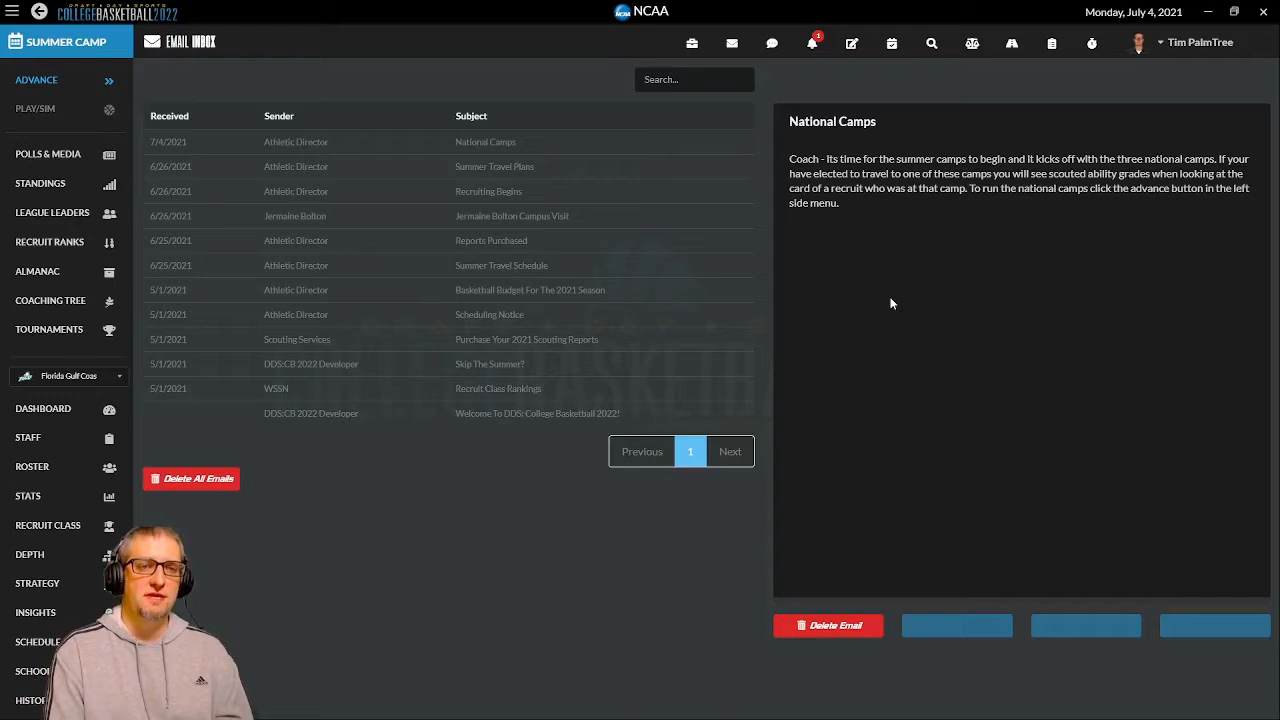 DRAFT • DAY • SPORTS
COLLEGE BASKETBALL 2022
NCAA
NCAA
Monday, July 4, 2021
SUMMER CAMP
EMAIL INBOX
1
Tim PalmTree
ADVANCE
PLAY/SIM
POLLS & MEDIA
STANDINGS
LEAGUE LEADERS
RECRUIT RANKS
ALMANAC
COACHING TREE
TOURNAMENTS
Florida Gulf Coas
DASHBOARD
STAFF
ROSTER
STATS
RECRUIT CLASS
DEPTH
STRATEGY
INSIGHTS
SCHEDULE
SCHOO
HISTO
Search...
Received Sender Subject
7/4/2021 Athletic Director National Camps
6/26/2021 Athletic Director Summer Travel Plans
6/26/2021 Athletic Director Recruiting Begins
6/26/2021 Jermaine Bolton Jermaine Bolton Campus Visit
6/25/2021 Athletic Director Reports Purchased
6/25/2021 Athletic Director Summer Travel Schedule
5/1/2021 Athletic Director Basketball Budget For The 2021 Season
5/1/2021 Athletic Director Scheduling Notice
5/1/2021 Scouting Services Purchase Your 2021 Scouting Reports
5/1/2021 DDS:CB 2022 Developer Skip The Summer?
5/1/2021 WSSN Recruit Class Rankings
DDS:CB 2022 Developer Welcome To DDS: College Basketball 2022!
Previous 1 Next
Delete All Emails
National Camps
Coach - Its time for the summer camps to begin and it kicks off with the three national camps. If your
have elected to travel to one of these camps you will see scouted ability grades when looking at the
card of a recruit who was at that camp. To run the national camps click the advance button in the left
side menu.
Delete Email